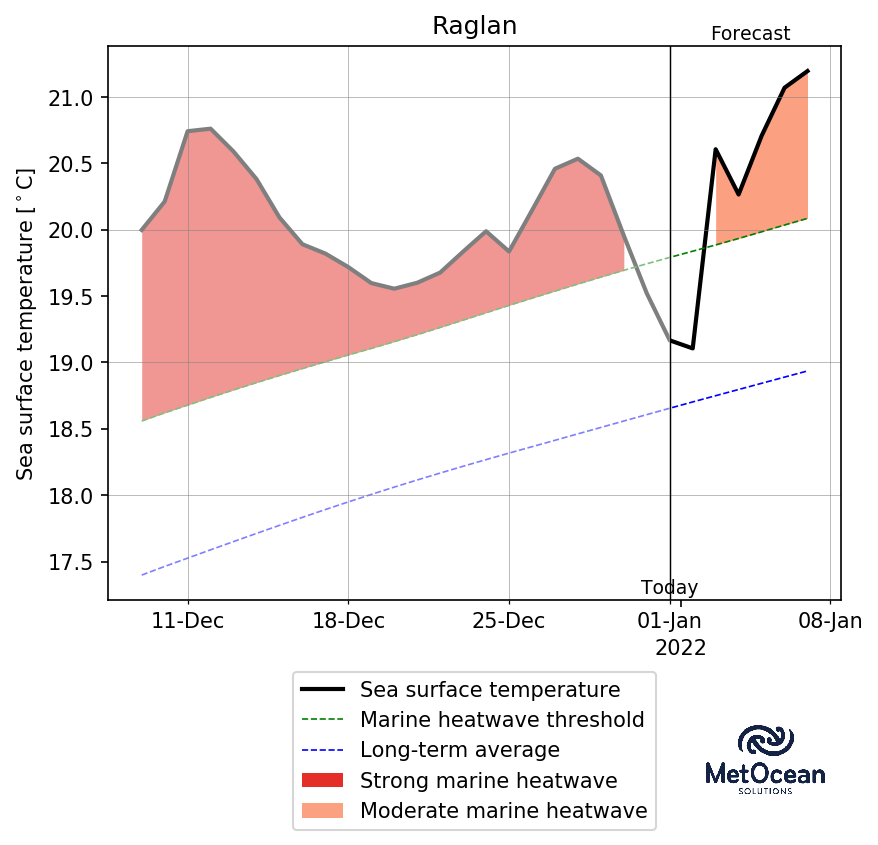 Raglan
Forecast
Sea surface temperature [°C]
21.0
20.5
20.0
19.5
19.0
18.5
18.0
17.5
Today
11-Dec 18-Dec 25-Dec 01-Jan 08-Jan
2022
Sea surface temperature
Marine heatwave threshold
Long-term average
Strong marine heatwave
Moderate marine heatwave
MetOcean
SOLUTIONS